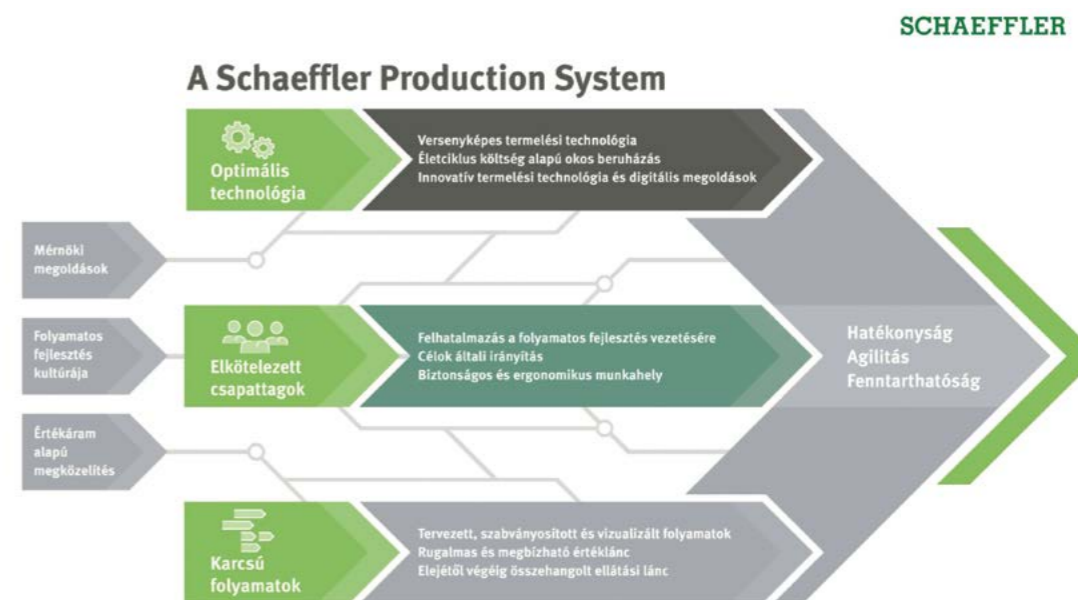 SCHAEFFLER
A Schaeffler Production System
Optimális
technológia
Versenyképes termelési technológia
Életciklus költség alapú okos beruházás
Innovatív termelési technológia és digitális megoldások
Mérnöki
megoldások
Folyamatos
fejlesztés
kultúrája
Értékáram
alapú
megközelítés
Elkötelezett
csapattagok
Felhatalmazás a folyamatos fejlesztés vezetésére
Célok általi irányítás
Biztonságos és ergonomikus munkahely
Hatékonyság
Agilitás
Fenntarthatóság
Karcsú
folyamatok
Tervezett, szabványosított és vizualizált folyamatok
Rugalmas és megbízható értéklánc
Elejétől végéig összehangolt ellátási lánc